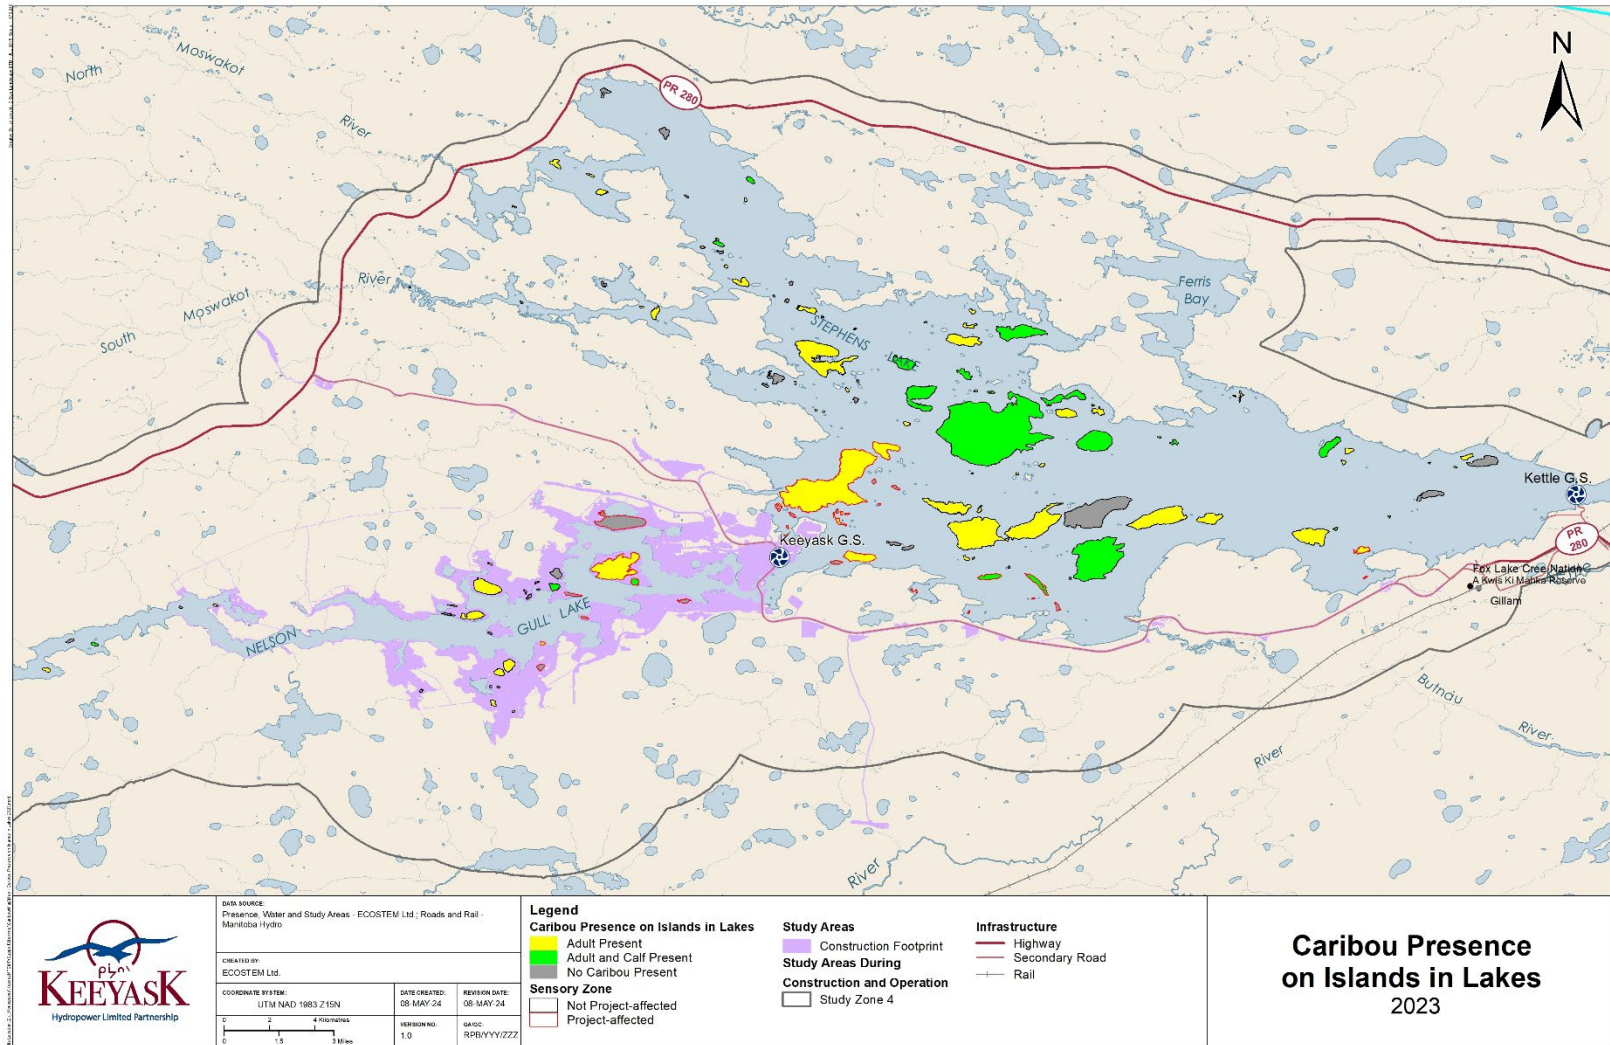 North
Moswakot
River
PR 280
N
South
Moswakot
River
Ferris
Bay
STEPHENS LAKE
Kettle G.S.
PR
280
Keeyask G.S.
Fox Lake Cree Nation
A Kwis Ki Mahka Reserve
Gillam
GULL LAKE
NELSON
Butnau
River
River
River
KEEYASK
Hydropower Limited Partnership
DATA SOURCE:
Presence, Water and Study Areas - ECOSTEM Ltd.; Roads and Rail -
Manitoba Hydro
CREATED BY:
ECOSTEM Ltd.
COORDINATE SYSTEM:
UTM NAD 1983 Z15N
DATE CREATED:
08-MAY-24
REVISION DATE:
08-MAY-24
0 2 4 Kilometres
0 1.5 3 Miles
VERSION NO.
1.0
QA/QC:
RPB/YYY/ZZZ
Legend
Caribou Presence on Islands in Lakes
Adult Present
Adult and Calf Present
No Caribou Present
Sensory Zone
Not Project-affected
Project-affected
Study Areas
Construction Footprint
Study Areas During
Construction and Operation
Study Zone 4
Infrastructure
Highway
Secondary Road
Rail
Caribou Presence
on Islands in Lakes
2023